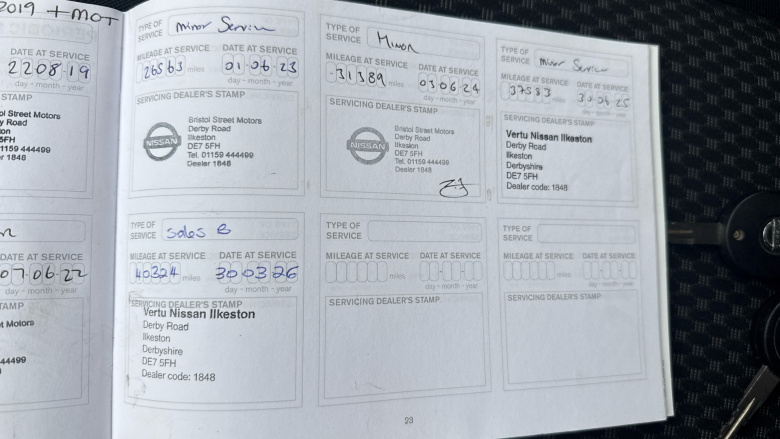 2019 + MOT
DATE AT SERVICE
22 08 19
day - month - year
STAMP
ol Street Motors
y Road
on
5FH
1159 444499
r 1848
DATE AT SERVICE
07 06 22
day - month - year
TAMP
t Motors
44499
TYPE OF SERVICE Minor Service
MILEAGE AT SERVICE DATE AT SERVICE
26563 miles 01 06 23
day - month - year
SERVICING DEALER'S STAMP
NISSAN
Bristol Street Motors
Derby Road
Ilkeston
DE7 5FH
Tel. 01159 444499
Dealer 1848
TYPE OF SERVICE Minor
MILEAGE AT SERVICE DATE AT SERVICE
31389 miles 03 06 24
day - month - year
SERVICING DEALER'S STAMP
NISSAN
Bristol Street Motors
Derby Road
Ilkeston
DE7 5FH
Tel. 01159 444499
Dealer 1848
TYPE OF SERVICE Minor Service
MILEAGE AT SERVICE DATE AT SERVICE
37583 miles 30 06 25
day - month - year
SERVICING DEALER'S STAMP
Vertu Nissan Ilkeston
Derby Road
Ilkeston
Derbyshire
DE7 5FH
Dealer code: 1848
TYPE OF SERVICE Sales B
MILEAGE AT SERVICE DATE AT SERVICE
40324 miles 30 03 26
day - month - year
SERVICING DEALER'S STAMP
Vertu Nissan Ilkeston
Derby Road
Ilkeston
Derbyshire
DE7 5FH
Dealer code: 1848
TYPE OF SERVICE
MILEAGE AT SERVICE DATE AT SERVICE
miles
day - month - year
SERVICING DEALER'S STAMP
TYPE OF SERVICE
MILEAGE AT SERVICE DATE AT SERVICE
miles
day - month - year
SERVICING DEALER'S STAMP
23